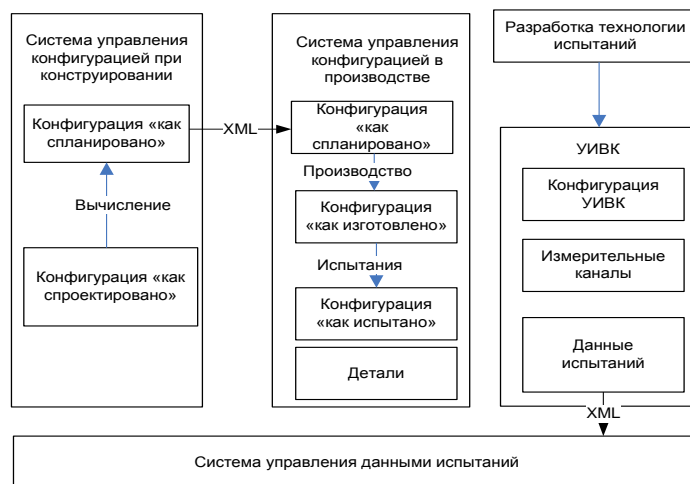 Система управления
конфигурацией при
конструировании
Конфигурация «как
спланировано»
Вычисление
Конфигурация «как
спроектировано»
XML
Система управления
конфигурацией в
производстве
Конфигурация
«как
спланировано»
Производство
Конфигурация
«как изготовлено»
Испытания
Конфигурация
«как испытано»
Детали
Разработка технологии
испытаний
УИВК
Конфигурация
УИВК
Измерительные
каналы
Данные
испытаний
XML
Система управления данными испытаний